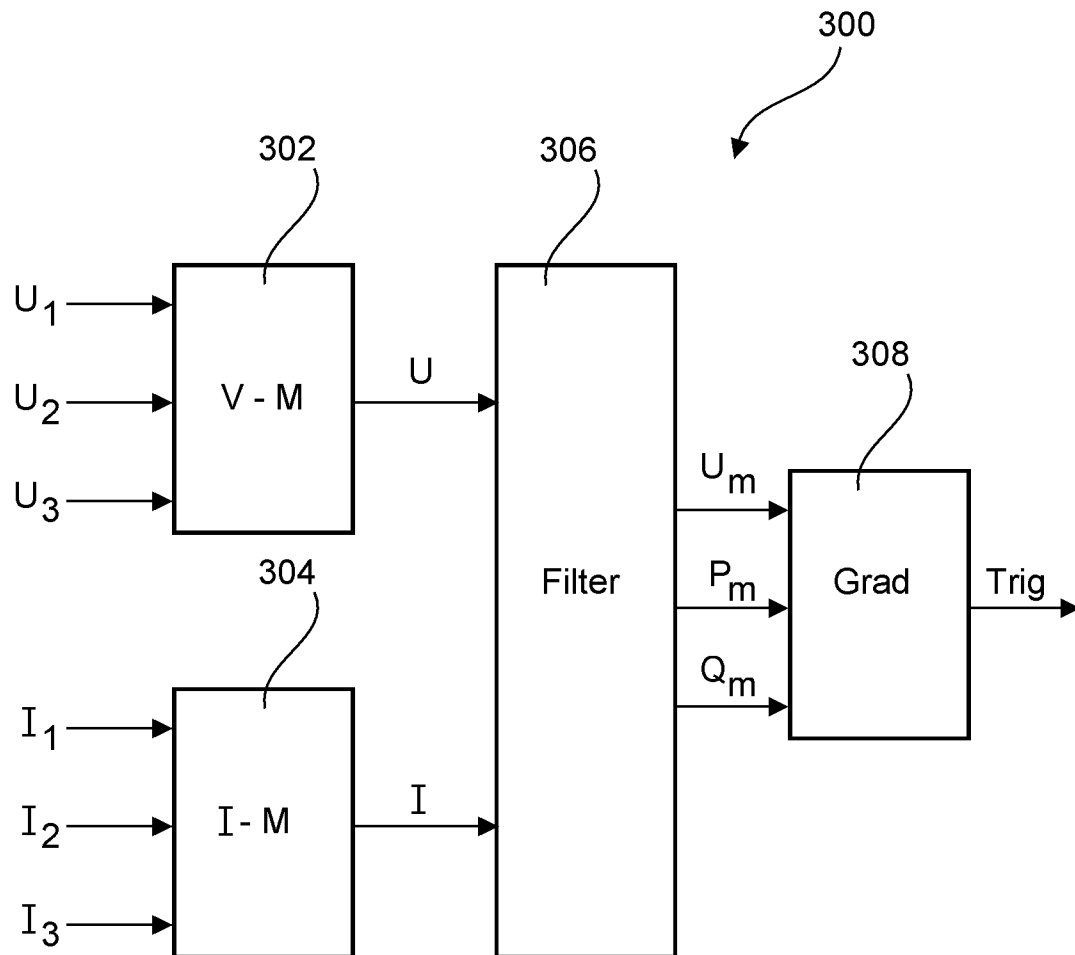 300
302
306
U1
U2
U3
V - M
U
308
Um
Pm
Qm
Filter
Grad
Trig
304
I1
I2
I3
I - M
I